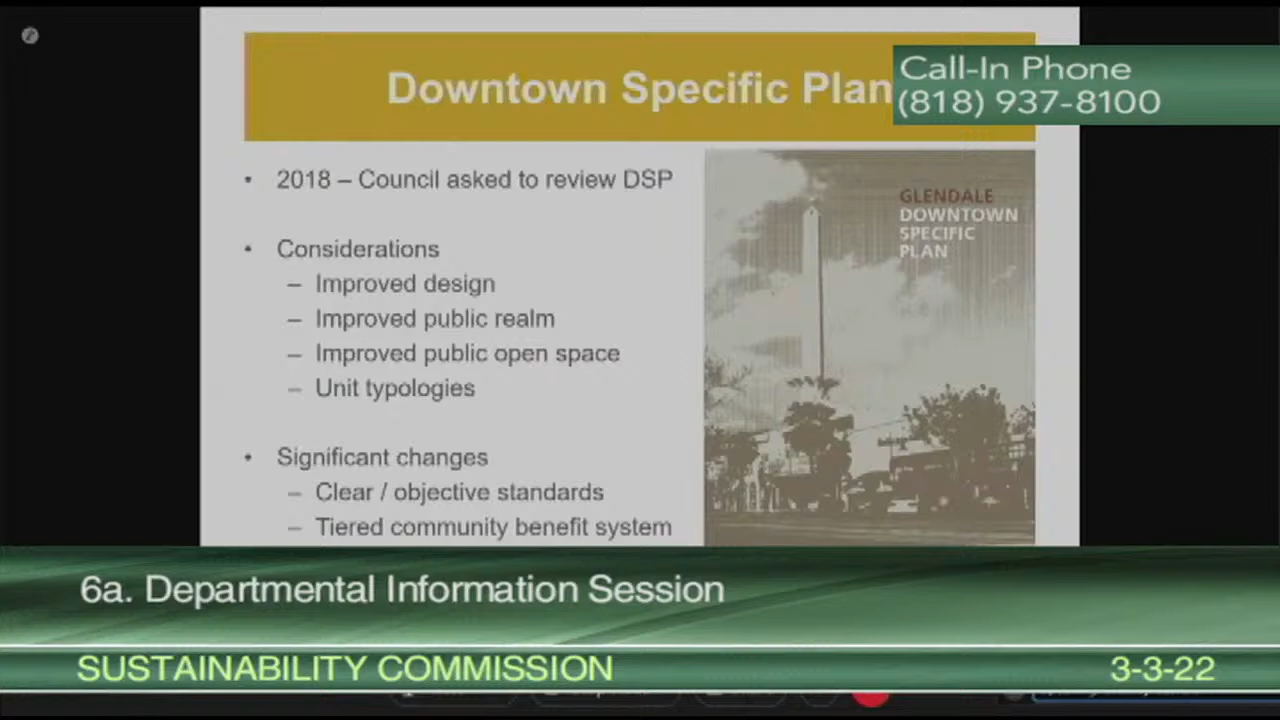 Downtown Specific Plan
Call-In Phone
(818) 937-8100
• 2018 – Council asked to review DSP
• Considerations
– Improved design
– Improved public realm
– Improved public open space
– Unit typologies
• Significant changes
– Clear / objective standards
– Tiered community benefit system
GLENDALE
DOWNTOWN
SPECIFIC
PLAN
6a. Departmental Information Session
SUSTAINABILITY COMMISSION
3-3-22